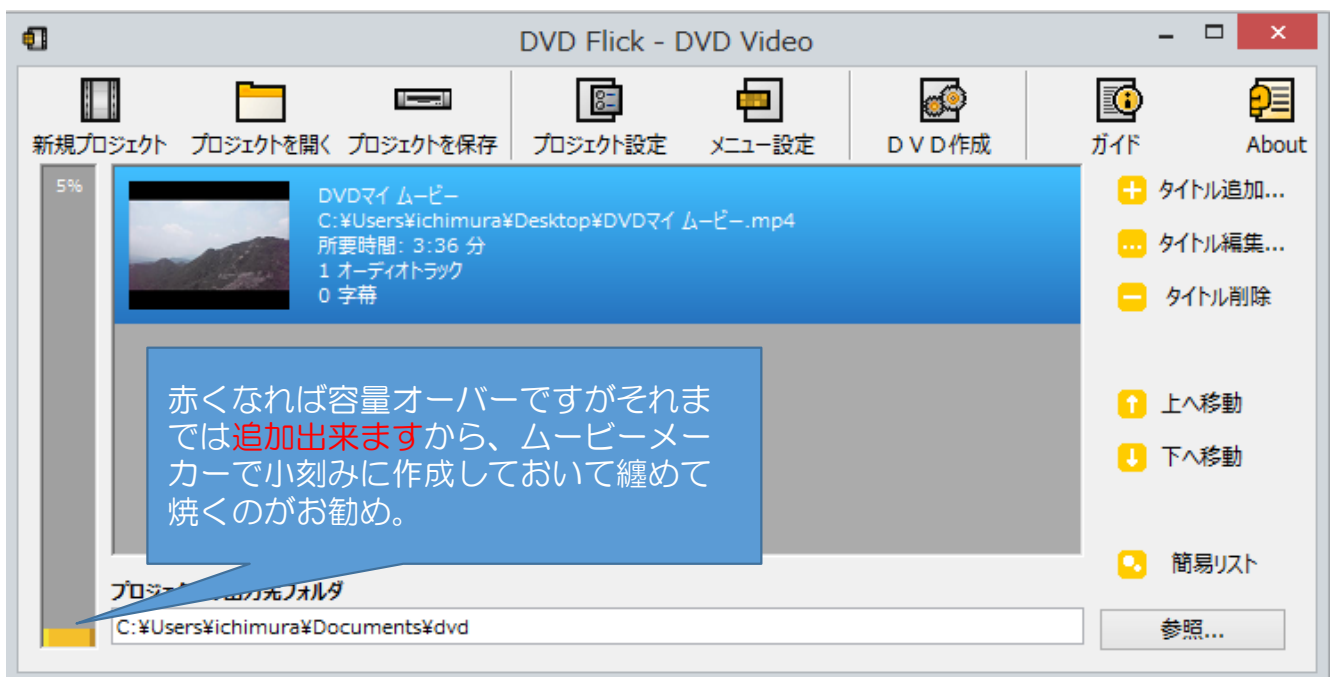 DVD Flick - DVD Video
新規プロジェクト プロジェクトを開く プロジェクトを保存 プロジェクト設定 メニュー設定 ＤＶＤ作成 ガイド About
5%
DVDマイ ムービー
C:¥Users¥ichimura¥Desktop¥DVDマイ ムービー.mp4
所要時間: 3:36 分
1 オーディオトラック
0 字幕
タイトル追加...
タイトル編集...
タイトル削除
上へ移動
下へ移動
簡易リスト
赤くなれば容量オーバーですがそれま
では追加出来ますから、ムービーメー
カーで小刻みに作成しておいて纏めて
焼くのがお勧め。
プロジェ 出力先フォルダ
C:¥Users¥ichimura¥Documents¥dvd
参照...